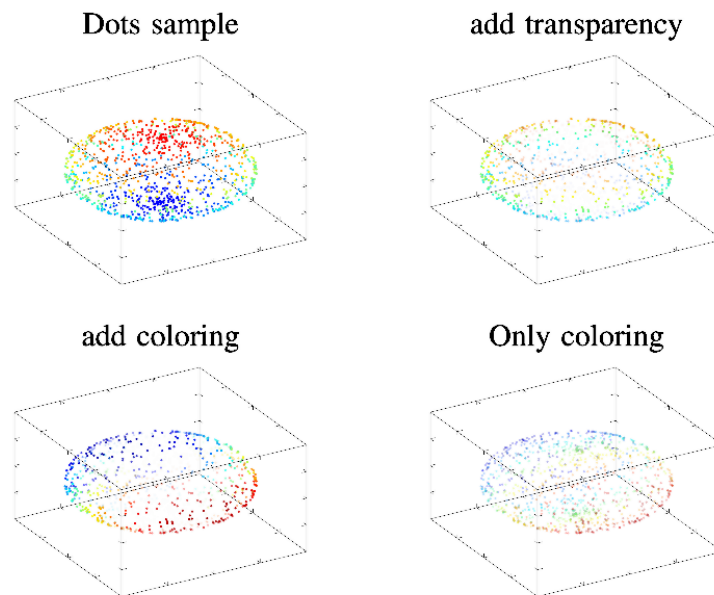 Dots sample
add transparency
add coloring
Only coloring